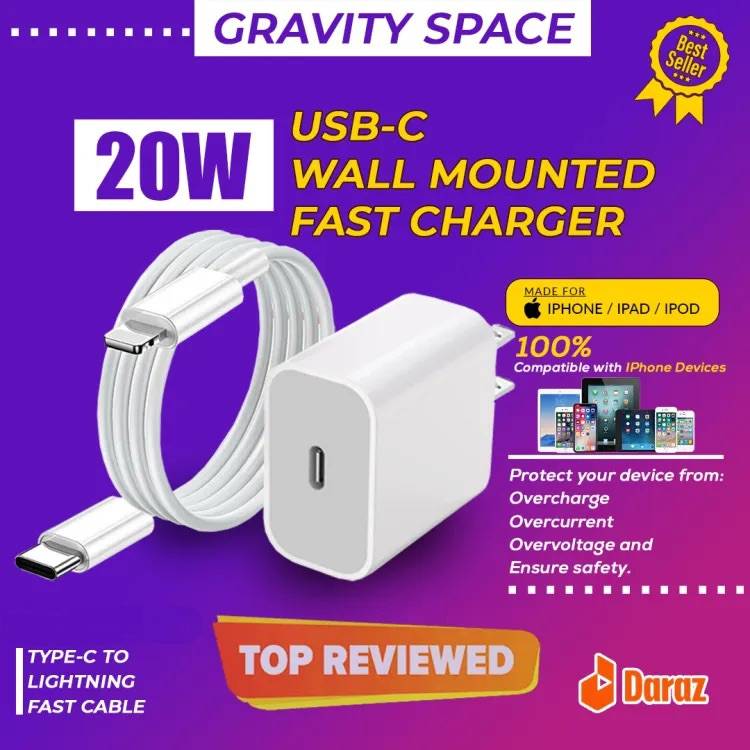 GRAVITY SPACE
Best
Seller
20W
USB-C
WALL MOUNTED
FAST CHARGER
MADE FOR
IPHONE / IPAD / IPOD
100%
Compatible with IPhone Devices
Protect your device from:
Overcharge
Overcurrent
Overvoltage and
Ensure safety.
TYPE-C TO
LIGHTNING
FAST CABLE
TOP REVIEWED
Daraz